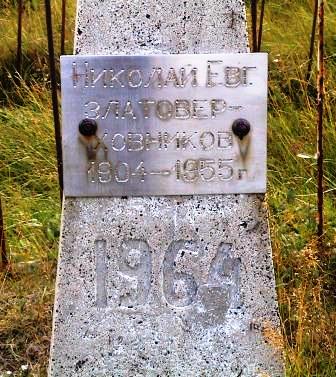 НИКОЛАЙ ЕВГ
ЗЛАТОВЕР-
ХОВНИКОВ
1904-1955 г.
1964